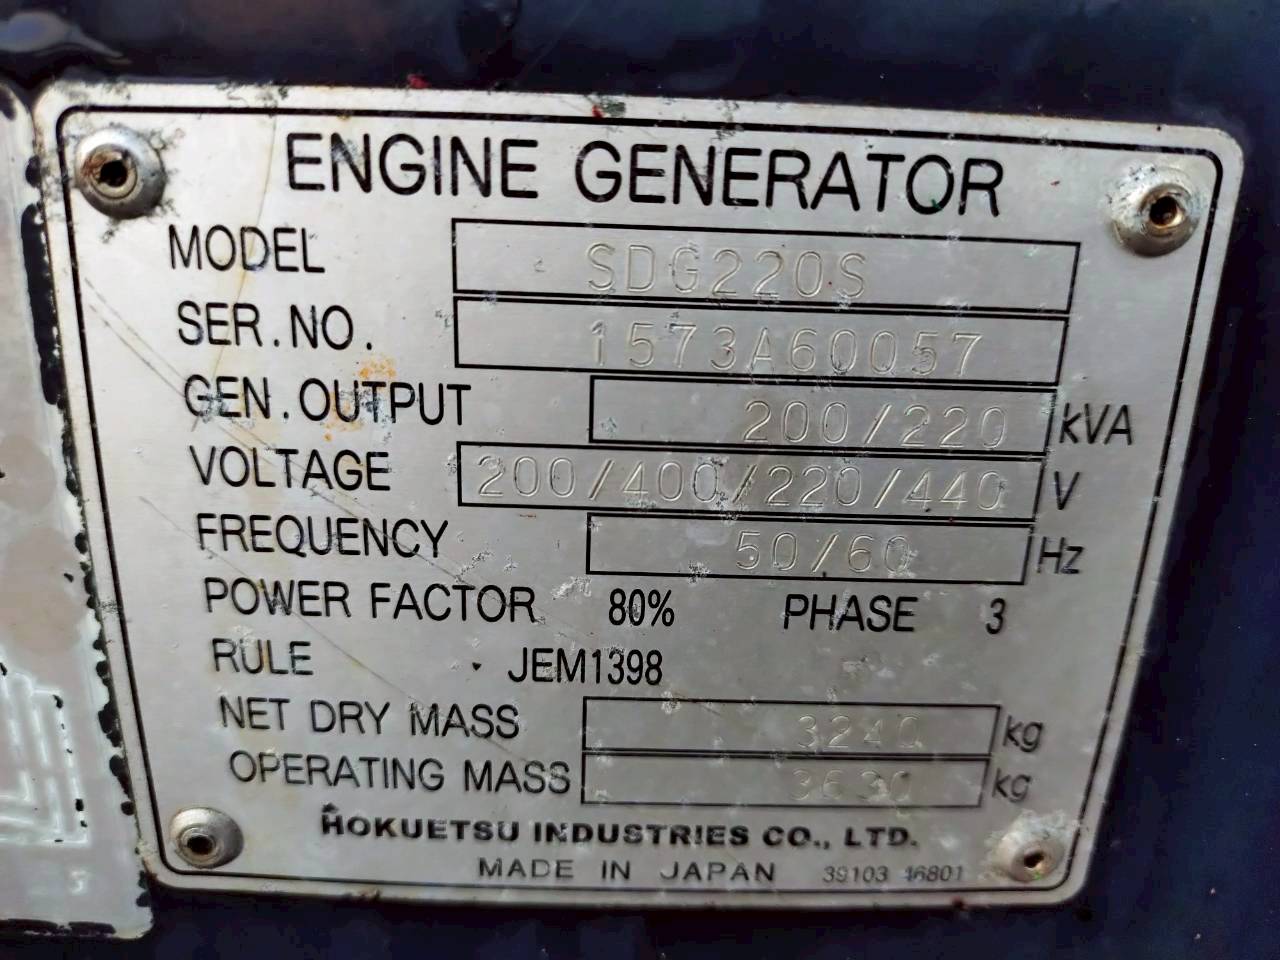 ENGINE GENERATOR
MODEL SDG220S
SER.NO. 1573A60057
GEN.OUTPUT 200/220 kVA
VOLTAGE 200/400/220/440 V
FREQUENCY 50/60 Hz
POWER FACTOR 80% PHASE 3
RULE JEM1398
NET DRY MASS 3240 kg
OPERATING MASS 3630 kg
HOKUETSU INDUSTRIES CO., LTD.
MADE IN JAPAN 39103 46801